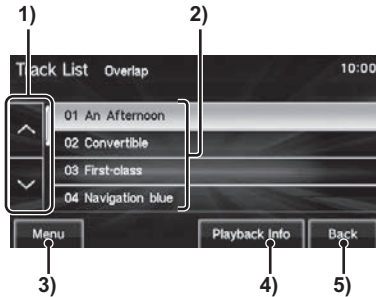 1)
2)
Track List Overlap
10:00
01 An Afternoon
02 Convertible
03 First-class
04 Navigation blue
Menu
Playback Info
Back
3)
4)
5)